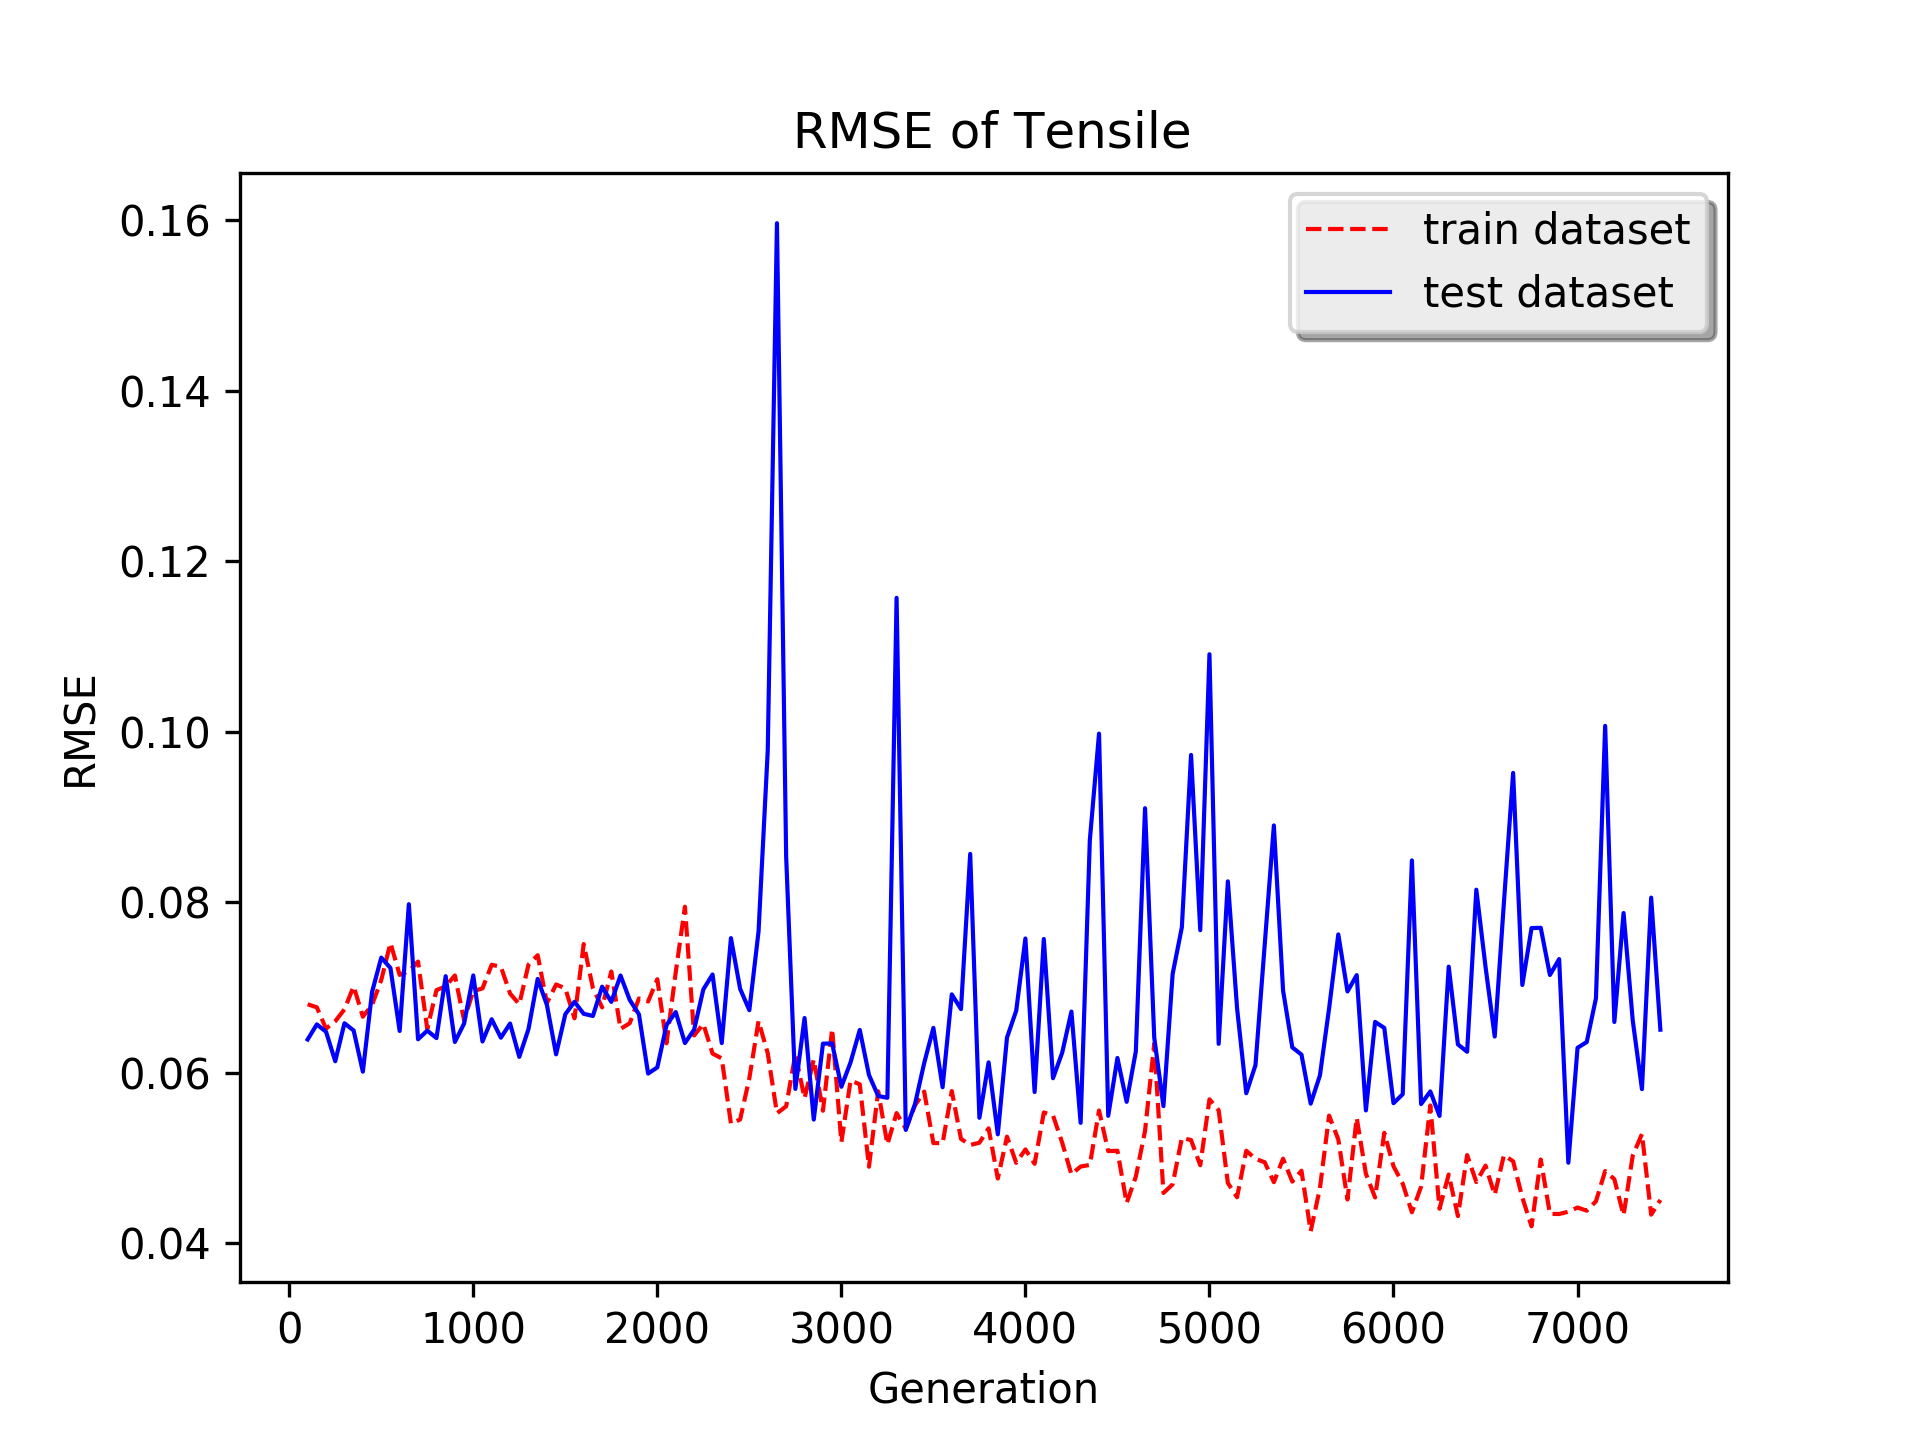 RMSE of Tensile
train dataset
test dataset
0.16
0.14
0.12
0.10
0.08
0.06
0.04
RMSE
0 1000 2000 3000 4000 5000 6000 7000
Generation